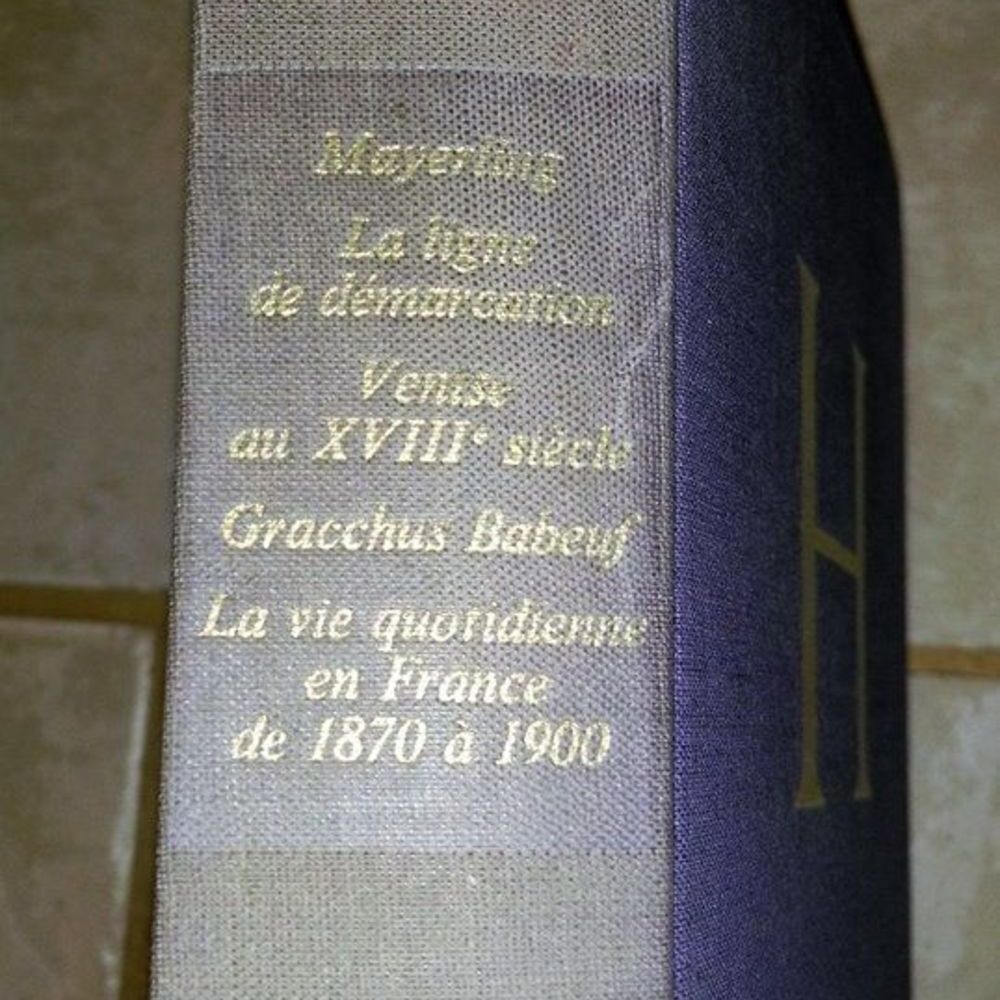 Mayerling
La ligne
de démarcation
Venise
au XVIIIᵉ siècle
Gracchus Babeuf
La vie quotidienne
en France
de 1870 à 1900
H